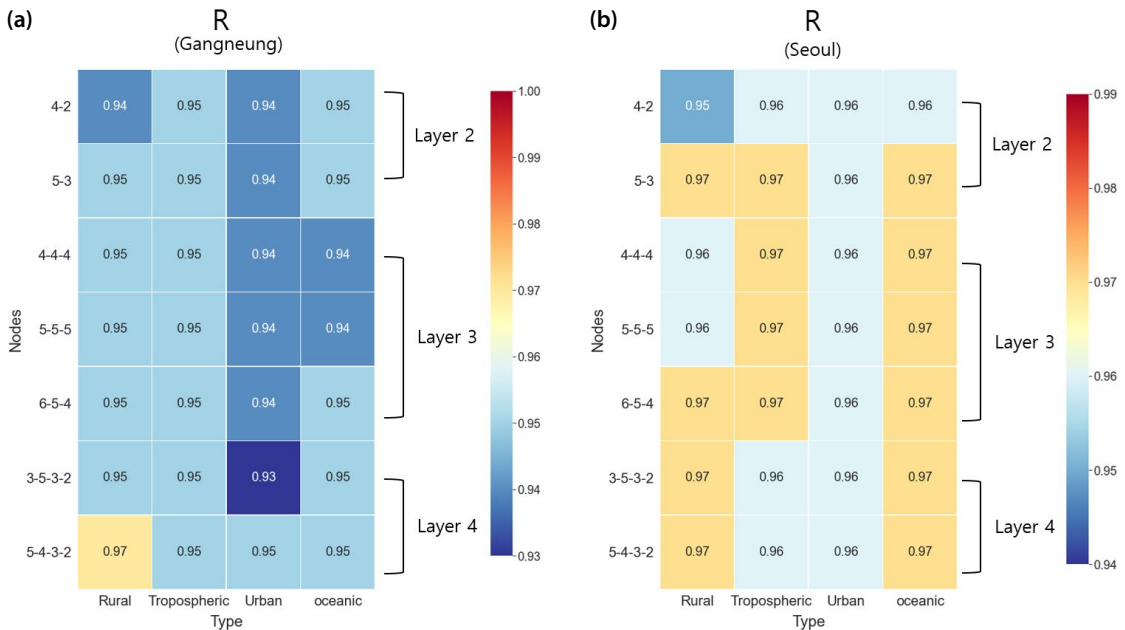 (a)
R
(Gangneung)
4-2 0.94 0.95 0.94 0.95
5-3 0.95 0.95 0.94 0.95
4-4-4 0.95 0.95 0.94 0.94
5-5-5 0.95 0.95 0.94 0.94
6-5-4 0.95 0.95 0.94 0.95
3-5-3-2 0.95 0.95 0.93 0.95
5-4-3-2 0.97 0.95 0.95 0.95
Nodes
Rural Tropospheric Urban oceanic
Type
Layer 2
Layer 3
Layer 4
1.00
0.99
0.98
0.97
0.96
0.95
0.94
0.93
(b)
R
(Seoul)
4-2 0.95 0.96 0.96 0.96
5-3 0.97 0.97 0.96 0.97
4-4-4 0.96 0.97 0.96 0.97
5-5-5 0.96 0.97 0.96 0.97
6-5-4 0.97 0.97 0.96 0.97
3-5-3-2 0.97 0.96 0.96 0.97
5-4-3-2 0.97 0.96 0.96 0.97
Nodes
Rural Tropospheric Urban oceanic
Type
Layer 2
Layer 3
Layer 4
0.99
0.98
0.97
0.96
0.95
0.94